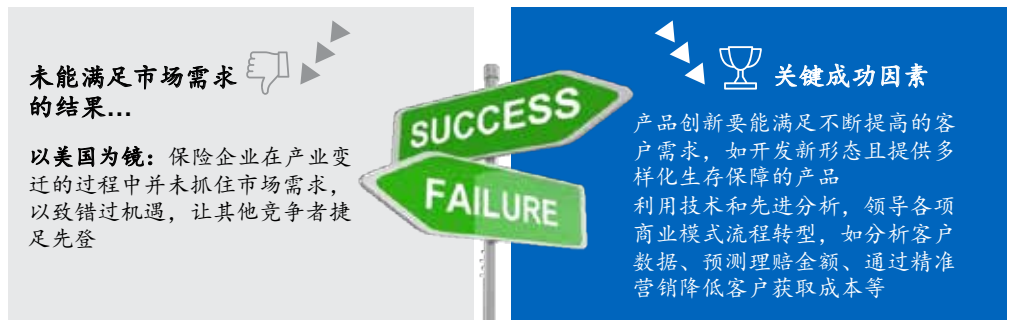 未能满足市场需求
的结果...
以美国为镜：保险企业在产业变
迁的过程中并未抓住市场需求，
以致错过机遇，让其他竞争者捷
足先登
SUCCESS
FAILURE
关键成功因素
产品创新要能满足不断提高的客
户需求，如开发新形态且提供多
样化生存保障的产品
利用技术和先进分析，领导各项
商业模式流程转型，如分析客户
数据、预测理赔金额、通过精准
营销降低客户获取成本等